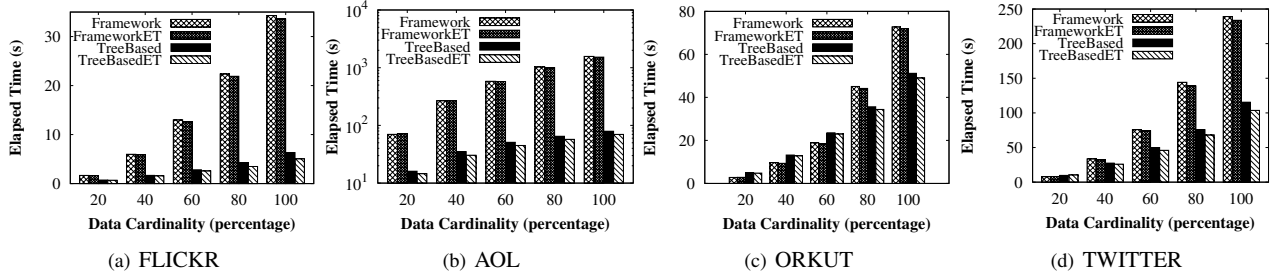 Elapsed Time (s)
30
20
10
0
Framework
FrameworkET
TreeBased
TreeBasedET
20 40 60 80 100
Data Cardinality (percentage)
(a) FLICKR
Elapsed Time (s)
10^4
10^3
10^2
10^1
Framework
FrameworkET
TreeBased
TreeBasedET
20 40 60 80 100
Data Cardinality (percentage)
(b) AOL
Elapsed Time (s)
80
60
40
20
0
Framework
FrameworkET
TreeBased
TreeBasedET
20 40 60 80 100
Data Cardinality (percentage)
(c) ORKUT
Elapsed Time (s)
250
200
150
100
50
0
Framework
FrameworkET
TreeBased
TreeBasedET
20 40 60 80 100
Data Cardinality (percentage)
(d) TWITTER